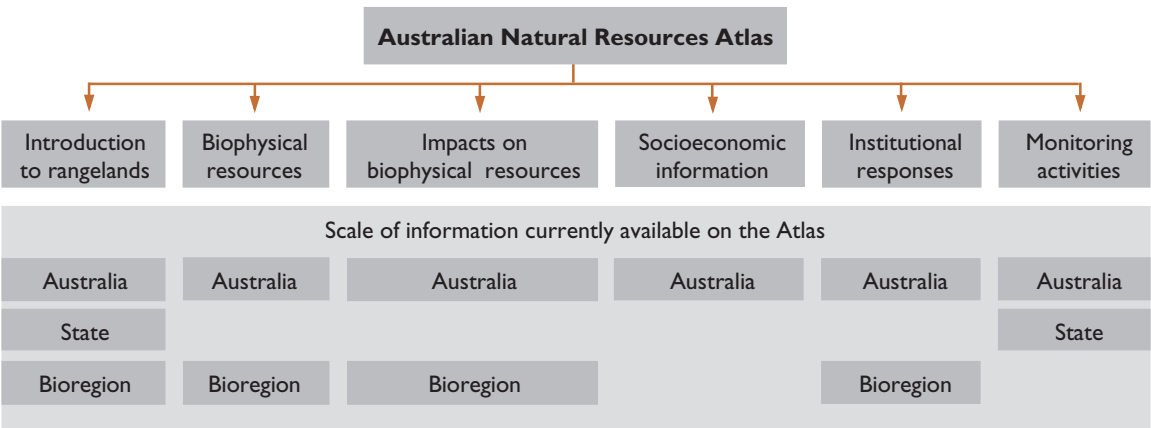 Australian Natural Resources Atlas
Introduction
to rangelands
Biophysical
resources
Impacts on
biophysical resources
Socioeconomic
information
Institutional
responses
Monitoring
activities
Scale of information currently available on the Atlas
Australia
Australia
Australia
Australia
Australia
Australia
State
State
Bioregion
Bioregion
Bioregion
Bioregion